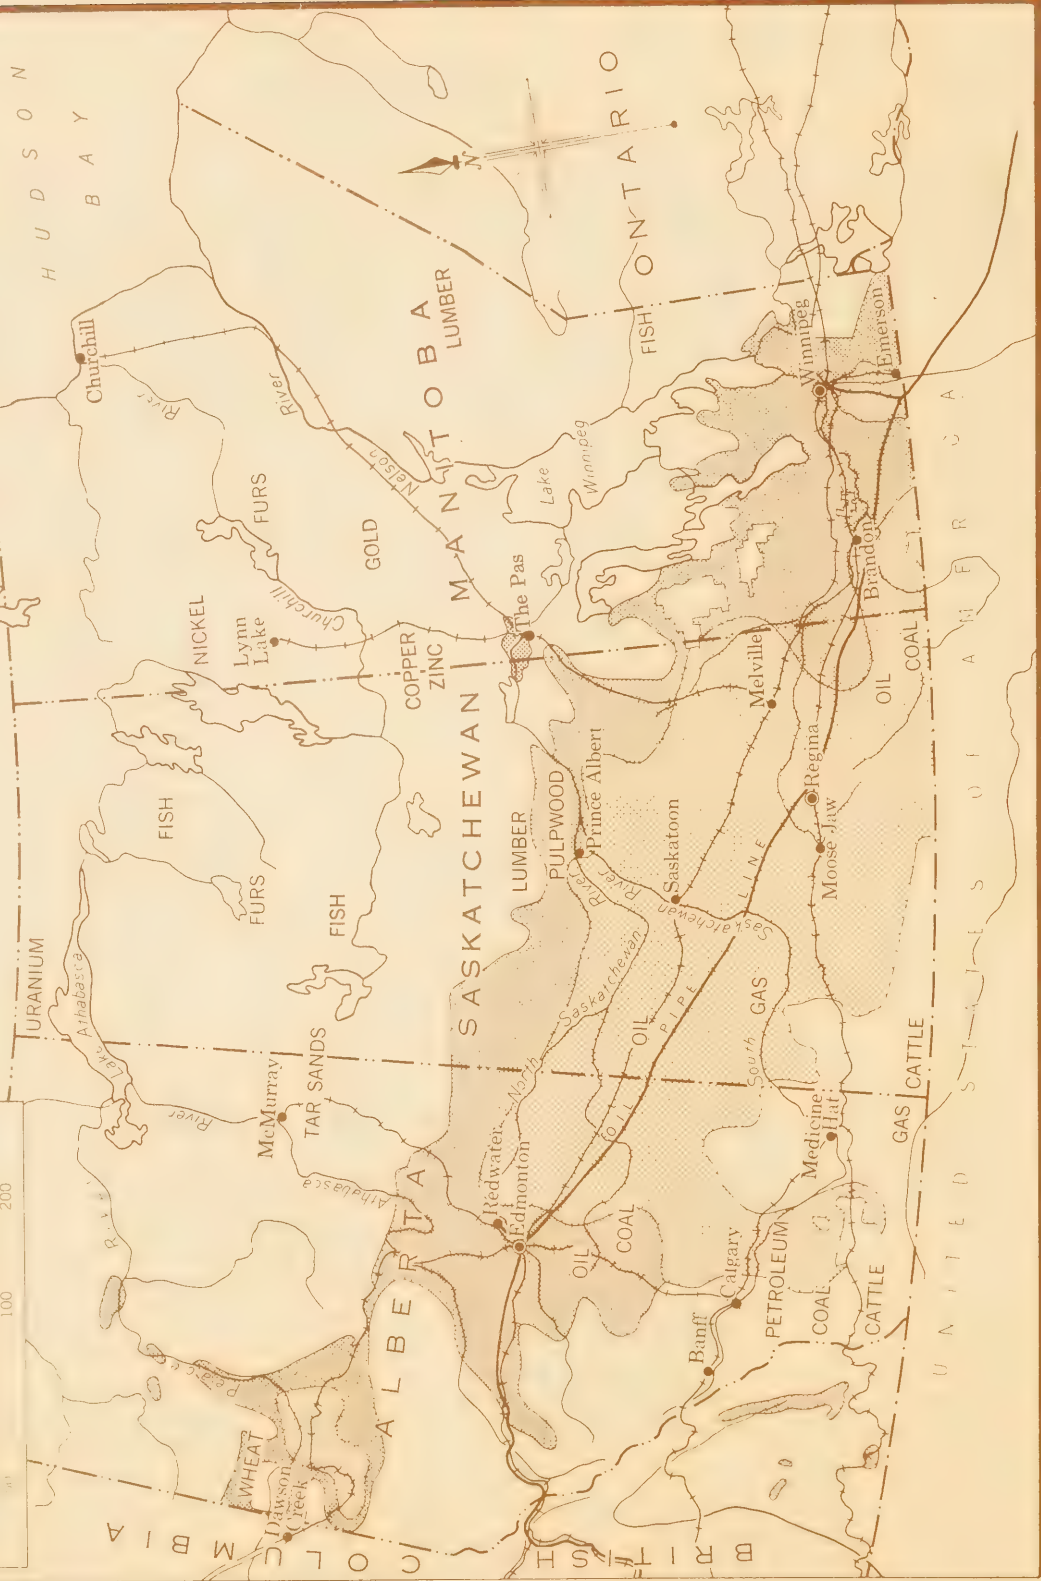 HUDSON
BAY
Churchill
River
River
Nelson
FURS
GOLD
NICKEL
Lynn
Lake
Churchill
COPPER
ZINC
The Pas
MANITOBA
LUMBER
Lake
Winnipeg
FISH
ONTARIO
N
Winnipeg
Emerson
Brandon
OIL
COAL
Melville
Regina
Moose Jaw
URANIUM
Lake Athabasca
FISH
FURS
FISH
SASKATCHEWAN
LUMBER
PULPWOOD
Prince Albert
River
River
Saskatoon
Saskatchewan
North Saskatchewan
South
GAS
OIL
OIL PIPE LINE
200
100
River
McMurray
TAR SANDS
Athabasca
Peace
River
WHEAT
Dawson
Creek
ALBERTA
Redwater
Edmonton
OIL
COAL
Calgary
Banff
PETROLEUM
COAL
CATTLE
Medicine
Hat
GAS
CATTLE
BRITISH COLUMBIA
UNITED STATES OF AMERICA